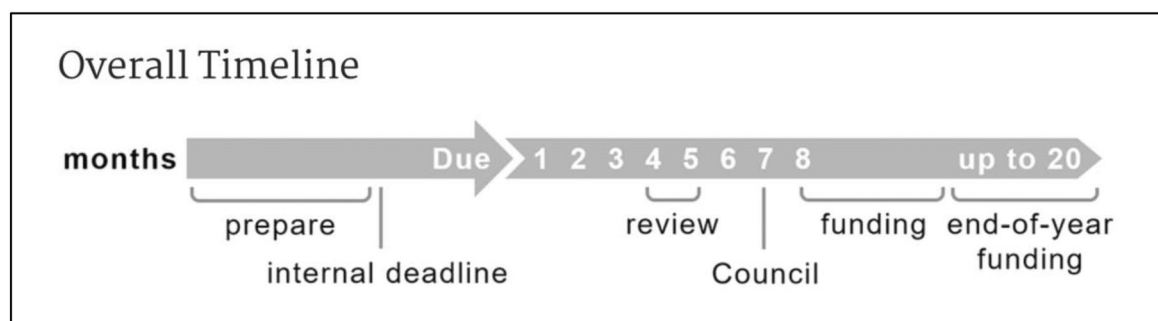 Overall Timeline
months Due 1 2 3 4 5 6 7 8 up to 20
prepare review funding end-of-year
internal deadline Council funding